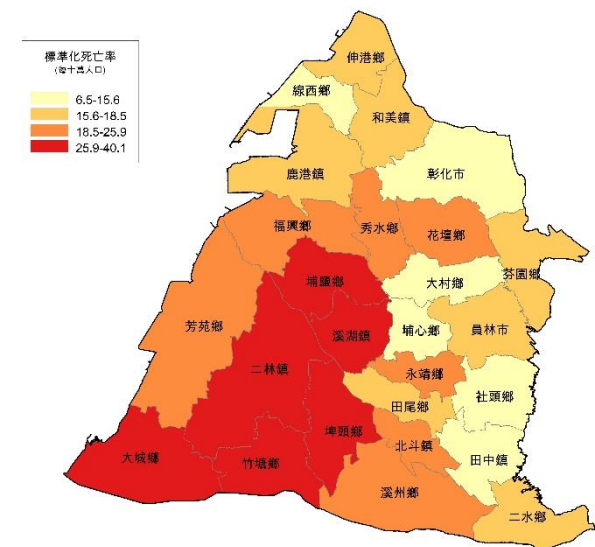 標準化死亡率
(每十萬人口)
6.5-15.6
15.6-18.5
18.5-25.9
25.9-40.1
伸港鄉
線西鄉
和美鎮
鹿港鎮
彰化市
福興鄉
秀水鄉
花壇鄉
芬園鄉
埔鹽鄉
大村鄉
芳苑鄉
溪湖鎮
埔心鄉
員林市
二林鎮
永靖鄉
社頭鄉
田尾鄉
埤頭鄉
北斗鎮
大城鄉
竹塘鄉
田中鎮
溪州鄉
二水鄉